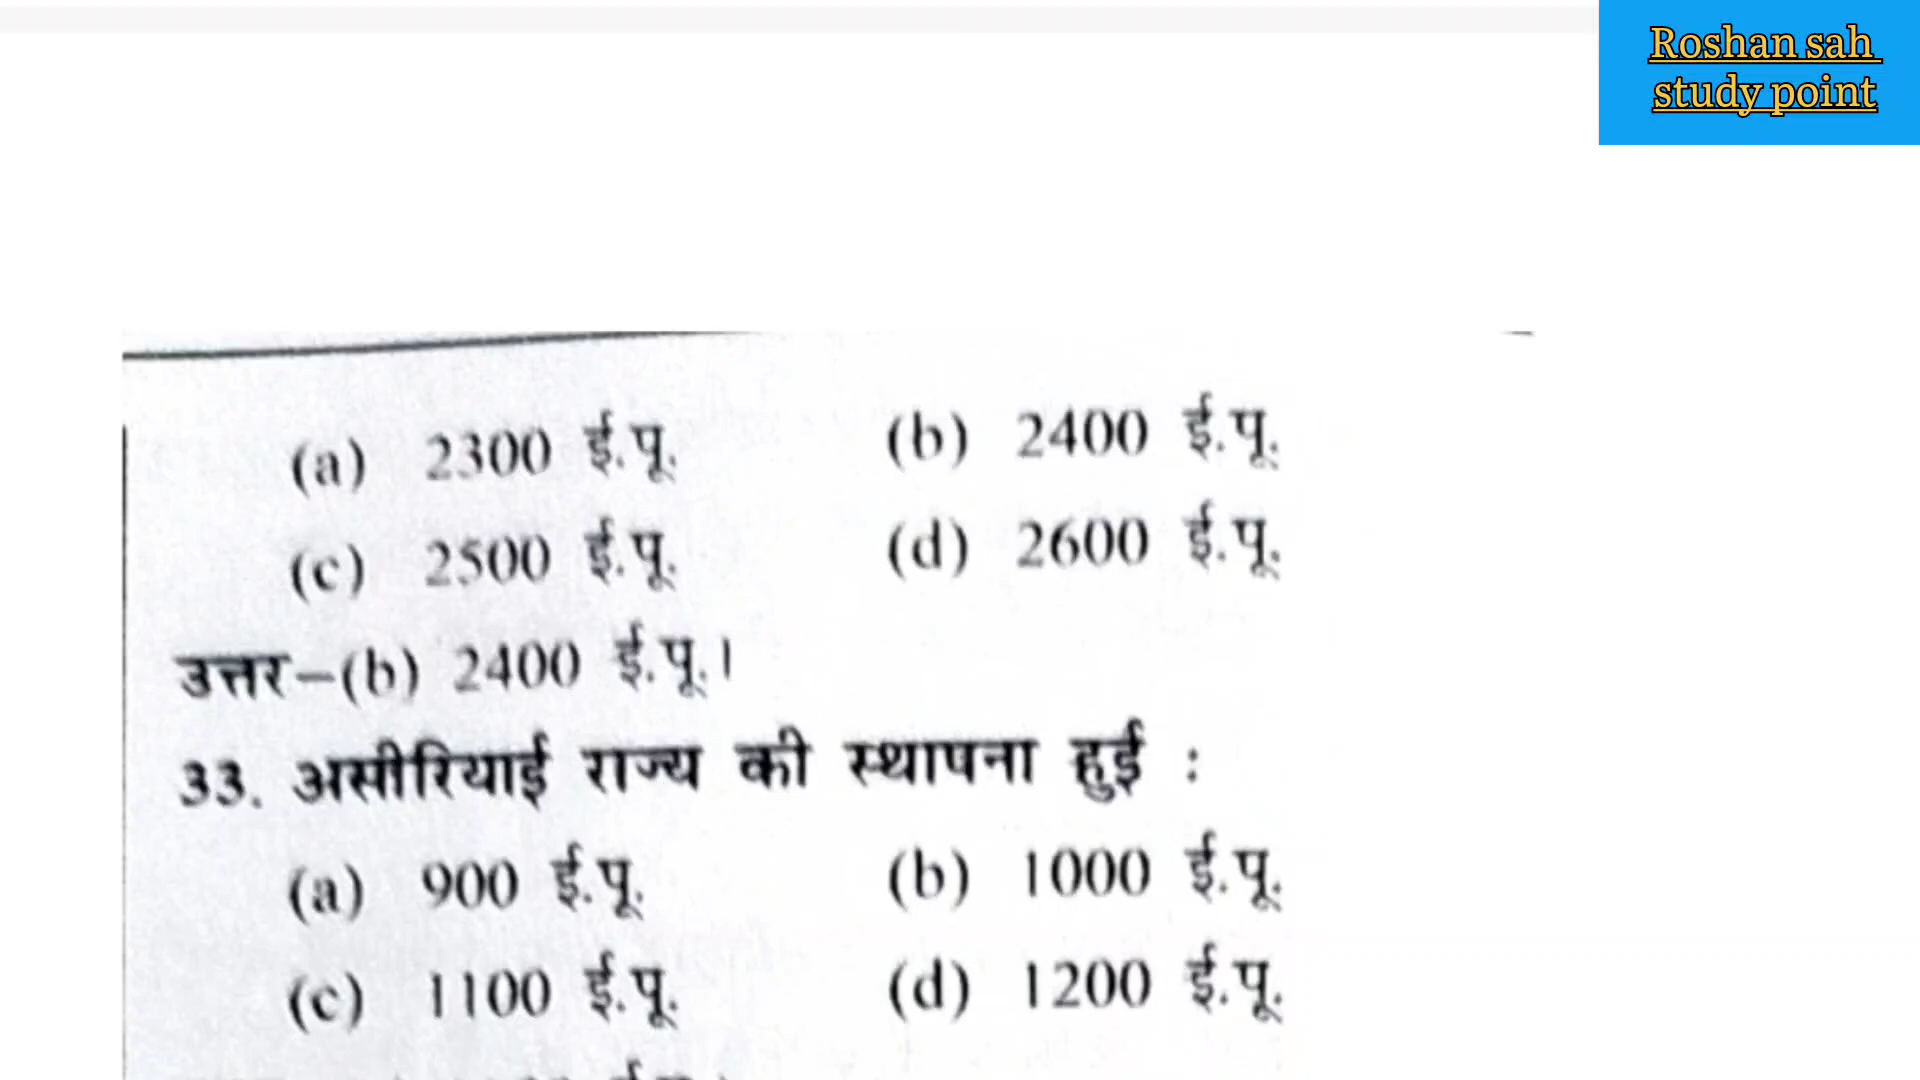 Roshan sah
study point
(a) 2300 ई.पू. (b) 2400 ई.पू.
(c) 2500 ई.पू. (d) 2600 ई.पू.
उत्तर–(b) 2400 ई.पू.।
33. असीरियाई राज्य की स्थापना हुई :
(a) 900 ई.पू. (b) 1000 ई.पू.
(c) 1100 ई.पू. (d) 1200 ई.पू.